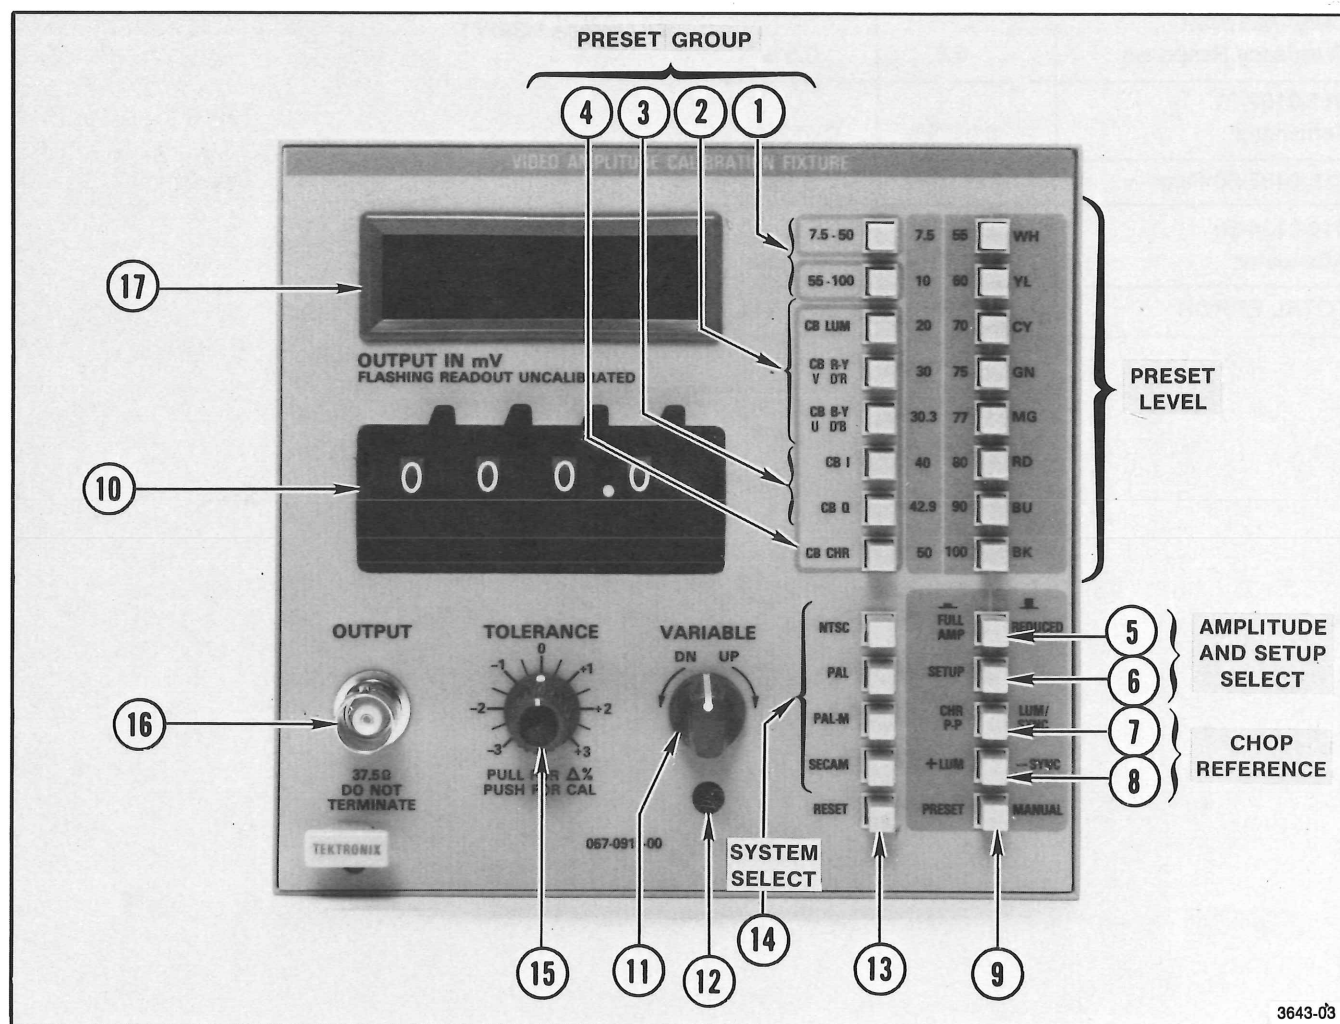 PRESET GROUP
4 3 2 1
VIDEO AMPLITUDE CALIBRATION FIXTURE
17
OUTPUT IN mV
FLASHING READOUT UNCALIBRATED
10
0 0 0 . 0
7.5 - 50 7.5 55 WH
55 - 100 10 60 YL
CB LUM 20 70 CY
CB R-Y 30 75 GN
V D'R
CB B-Y 30.3 77 MG
U D'B
CB I 40 80 RD
CB Q 42.9 90 BU
CB CHR 50 100 BK
PRESET
LEVEL
NTSC FULL REDUCED
AMP
PAL SETUP
PAL-M CHR LUM/
P-P SYNC
SECAM +LUM -SYNC
RESET PRESET MANUAL
5
6
AMPLITUDE
AND SETUP
SELECT
7
8
CHOP
REFERENCE
OUTPUT
16
37.5Ω
DO NOT
TERMINATE
TEKTRONIX
TOLERANCE
0
-1 +1
-2 +2
-3 +3
PULL FOR Δ%
PUSH FOR CAL
VARIABLE
DN UP
SYSTEM
SELECT
15 11 12 14 13 9
3643-03